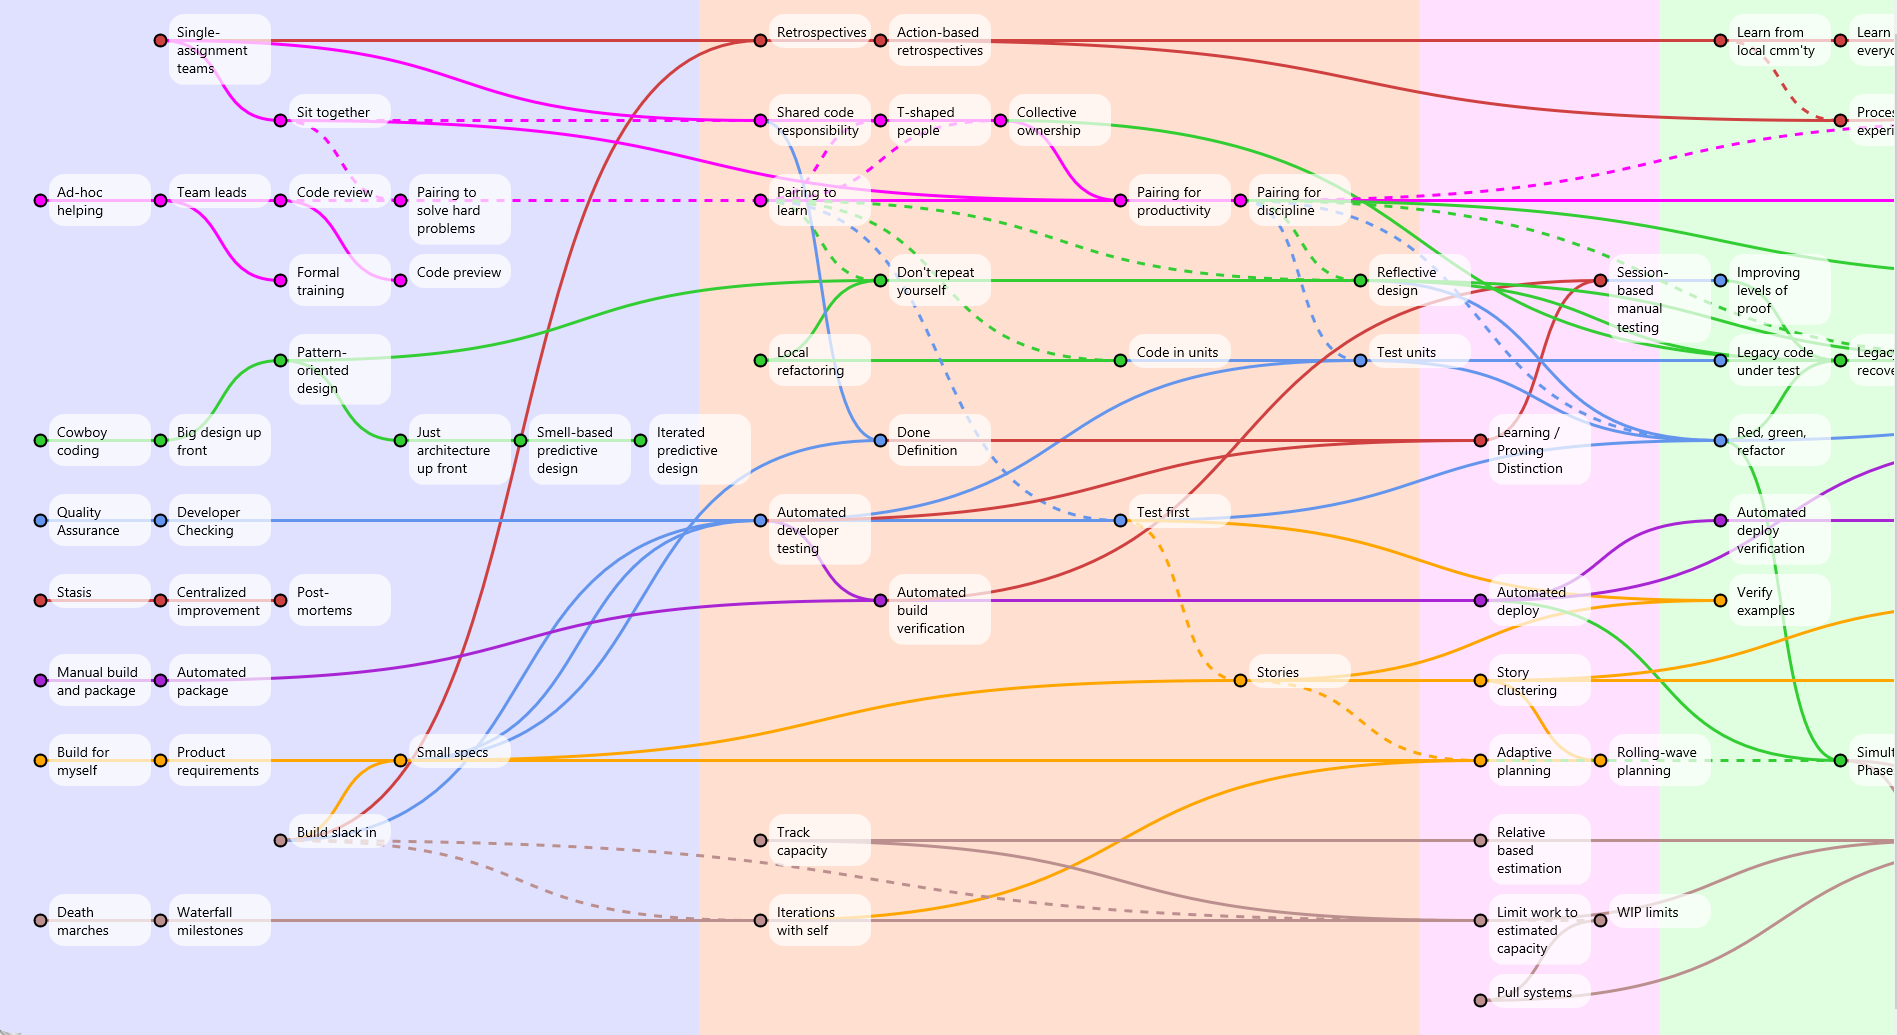 Single-
assignment
teams
Retrospectives
Action-based
retrospectives
Learn from
local cmm'ty
Learn
Sit together
Shared code
responsibility
T-shaped
people
Collective
ownership
Ad-hoc
helping
Team leads
Code review
Pairing to
solve hard
problems
Pairing to
learn
Pairing for
productivity
Pairing for
discipline
Formal
training
Code preview
Don't repeat
yourself
Reflective
design
Session-
based
manual
testing
Improving
levels of
proof
Pattern-
oriented
design
Local
refactoring
Code in units
Test units
Legacy code
under test
Cowboy
coding
Big design up
front
Just
architecture
up front
Smell-based
predictive
design
Iterated
predictive
design
Done
Definition
Learning /
Proving
Distinction
Red, green,
refactor
Quality
Assurance
Developer
Checking
Automated
developer
testing
Test first
Automated
deploy
verification
Stasis
Centralized
improvement
Post-
mortems
Automated
build
verification
Automated
deploy
Verify
examples
Manual build
and package
Automated
package
Stories
Story
clustering
Build for
myself
Product
requirements
Small specs
Adaptive
planning
Rolling-wave
planning
Phase
Build slack in
Track
capacity
Relative
based
estimation
Death
marches
Waterfall
milestones
Iterations
with self
Limit work to
estimated
capacity
WIP limits
Pull systems